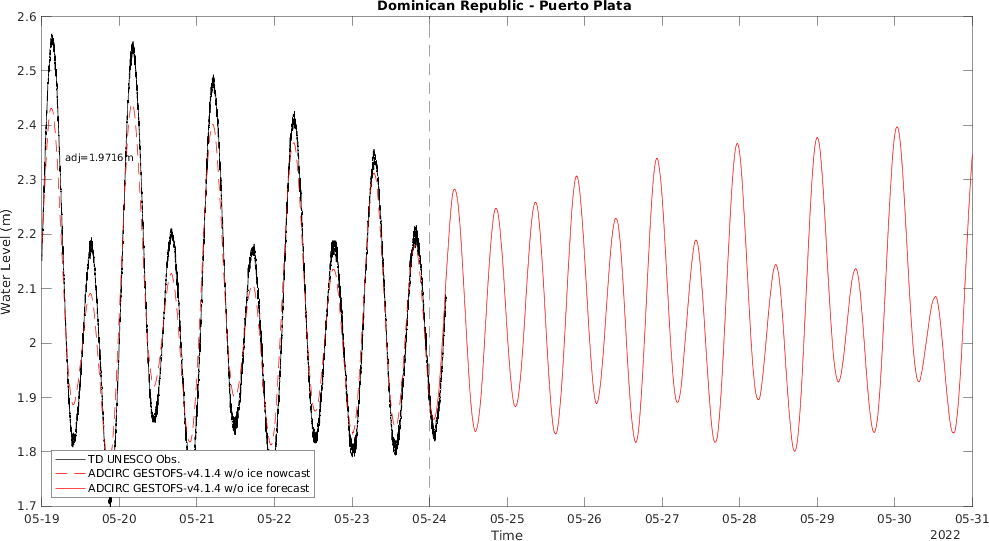 Dominican Republic - Puerto Plata
2.6
2.5
2.4
2.3
2.2
2.1
2
1.9
1.8
1.7
Water Level (m)
adj=1.9716 m
TD UNESCO Obs.
ADCIRC GESTOFS-v4.1.4 w/o ice nowcast
ADCIRC GESTOFS-v4.1.4 w/o ice forecast
05-19 05-20 05-21 05-22 05-23 05-24 05-25 05-26 05-27 05-28 05-29 05-30 05-31
Time
2022